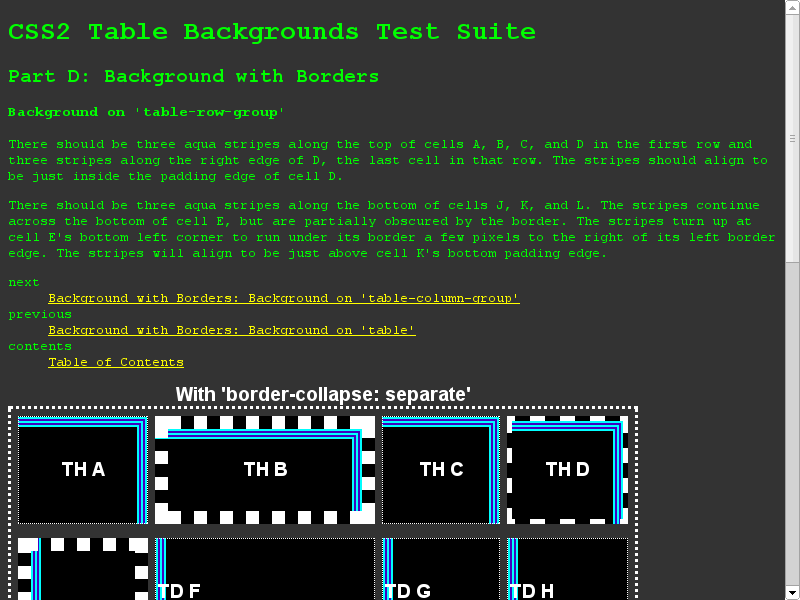 CSS2 Table Backgrounds Test Suite
Part D: Background with Borders
Background on 'table-row-group'
There should be three aqua stripes along the top of cells A, B, C, and D in the first row and
three stripes along the right edge of D, the last cell in that row. The stripes should align to
be just inside the padding edge of cell D.
There should be three aqua stripes along the bottom of cells J, K, and L. The stripes continue
across the bottom of cell E, but are partially obscured by the border. The stripes turn up at
cell E's bottom left corner to run under its border a few pixels to the right of its left border
edge. The stripes will align to be just above cell K's bottom padding edge.
next
Background with Borders: Background on 'table-column-group'
previous
Background with Borders: Background on 'table'
contents
Table of Contents
With 'border-collapse: separate'
TH A TH B TH C TH D
TD F TD G TD H